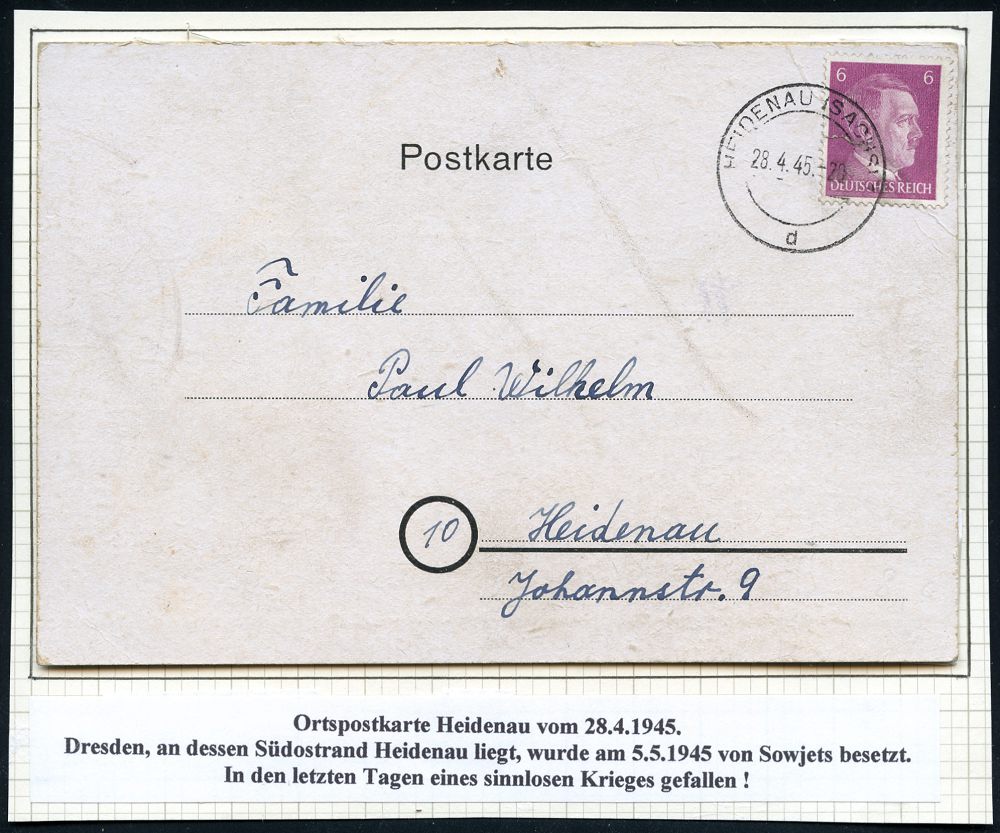 6 6
HEIDENAU (SACHS)
28.4.45.-20
DEUTSCHES REICH
d
Postkarte
Familie
Paul Wilhelm
10 Heidenau
Johannstr. 9
Ortspostkarte Heidenau vom 28.4.1945.
Dresden, an dessen Südostrand Heidenau liegt, wurde am 5.5.1945 von Sowjets besetzt.
In den letzten Tagen eines sinnlosen Krieges gefallen !